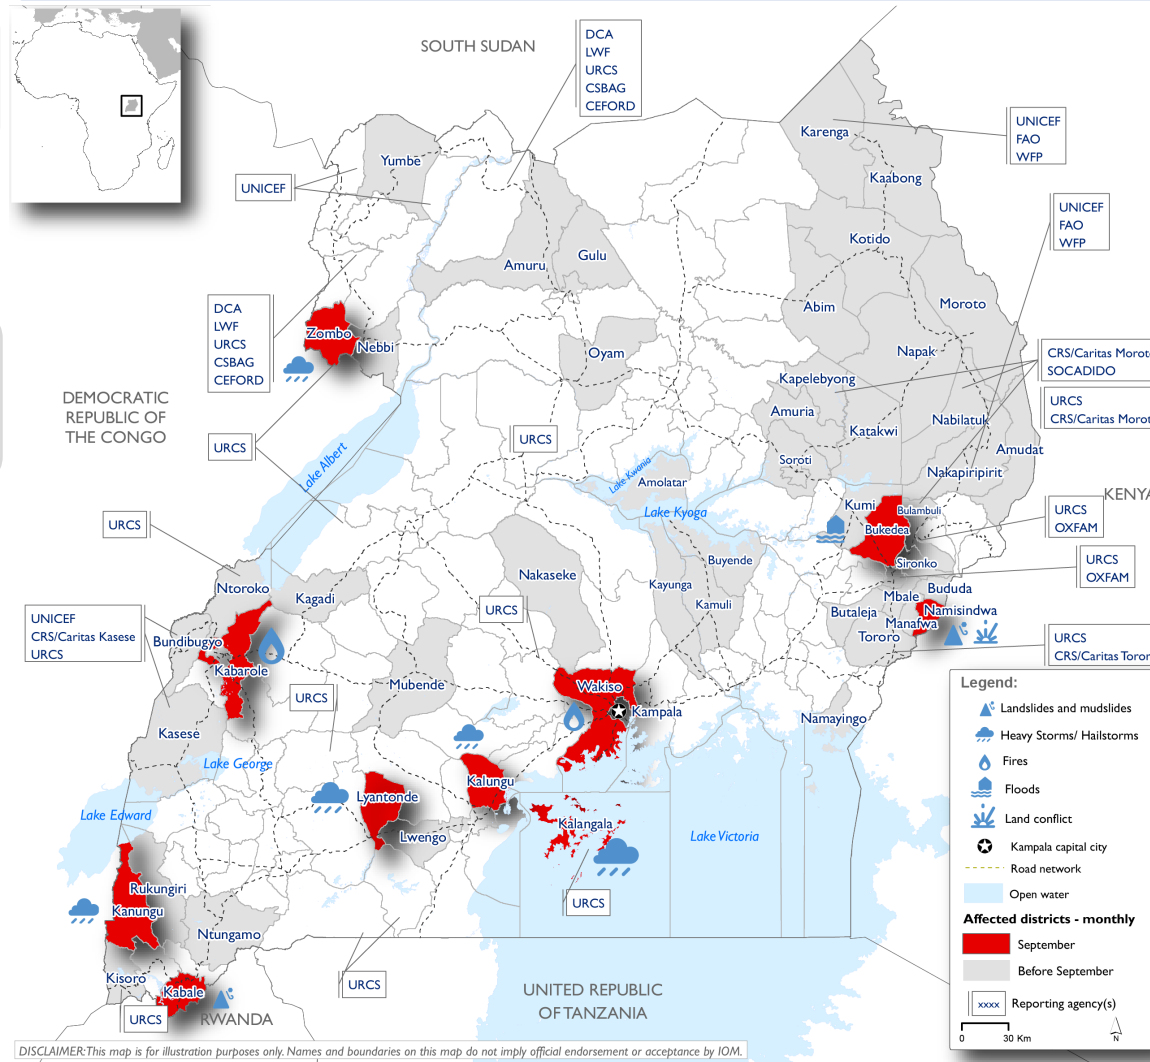 SOUTH SUDAN
DCA
LWF
URCS
CSBAG
CEFORD
Karenga
UNICEF
FAO
WFP
Yumbe
Kaabong
UNICEF
UNICEF
FAO
WFP
Kotido
Gulu
Amuru
Abim
Moroto
DCA
LWF
URCS
CSBAG
CEFORD
Zombo
Nebbi
Oyam
Napak
CRS/Caritas Morot
SOCADIDO
Kapelebyong
DEMOCRATIC
REPUBLIC OF
THE CONGO
URCS
CRS/Caritas Morot
Amuria
Nabilatuk
Katakwi
URCS
URCS
Amudat
Lake Albert
Soroti
Lake Kwania
Nakapiripirit
Amolatar
KENYA
Kumi
Bulambuli
Lake Kyoga
URCS
Bukedea
URCS
OXFAM
Buyende
Sironko
URCS
OXFAM
Nakaseke
Ntoroko
Kagadi
Kayunga
Bududa
Mbale
Kamuli
UNICEF
CRS/Caritas Kasese
URCS
URCS
Butaleja
Namisindwa
Manafwa
Tororo
Bundibugyo
URCS
CRS/Caritas Toror
Kabarole
Mubende
Wakiso
URCS
Kampala
Namayingo
Kasese
Lake George
Kalungu
Lyantonde
Lake Edward
Kalangala
Lwengo
Lake Victoria
Rukungiri
Kanungu
URCS
Ntungamo
Kisoro
Kabale
URCS
URCS
RWANDA
UNITED REPUBLIC
OF TANZANIA
Legend:
Landslides and mudslides
Heavy Storms/ Hailstorms
Fires
Floods
Land conflict
Kampala capital city
Road network
Open water
Affected districts - monthly
September
Before September
xxxx Reporting agency(s)
0 30 Km
N
DISCLAIMER:This map is for illustration purposes only. Names and boundaries on this map do not imply official endorsement or acceptance by IOM.